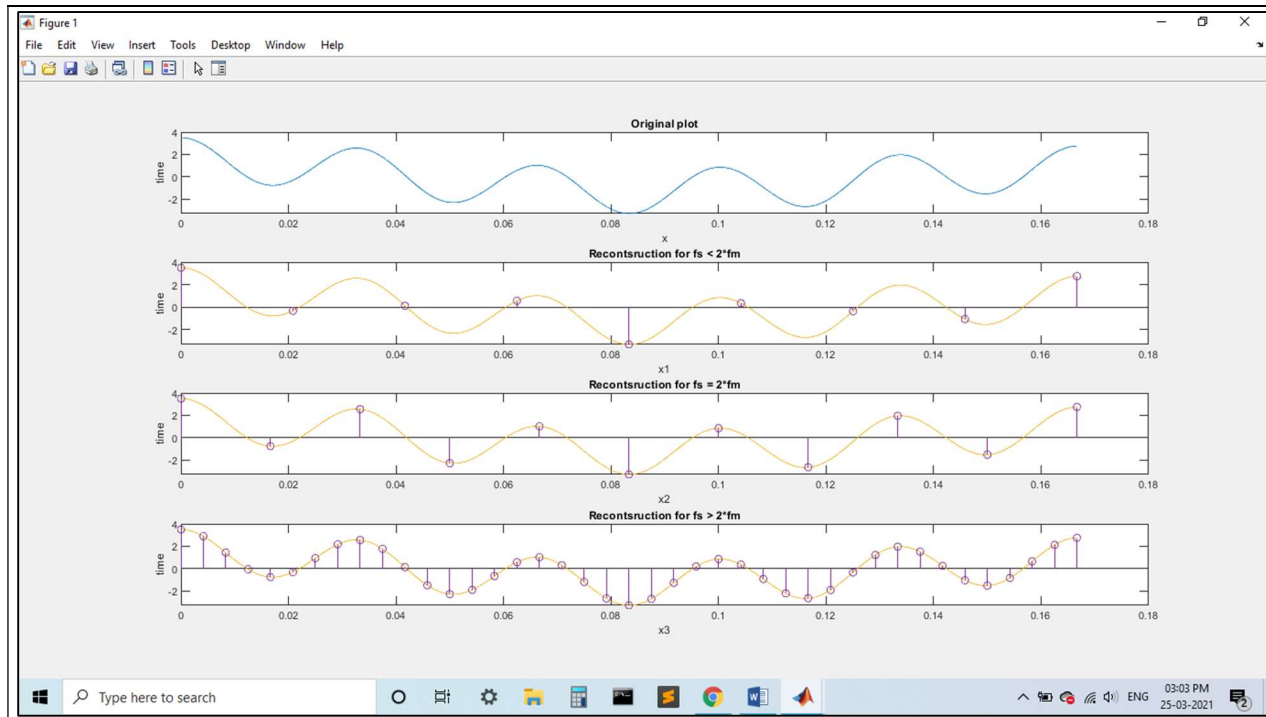 Figure 1
File Edit View Insert Tools Desktop Window Help
Original plot
4
2
0
-2
time
0 0.02 0.04 0.06 0.08 0.1 0.12 0.14 0.16 0.18
x
Recontsruction for fs < 2*fm
4
2
0
-2
time
0 0.02 0.04 0.06 0.08 0.1 0.12 0.14 0.16 0.18
x1
Recontsruction for fs = 2*fm
4
2
0
-2
time
0 0.02 0.04 0.06 0.08 0.1 0.12 0.14 0.16 0.18
x2
Recontsruction for fs > 2*fm
4
2
0
-2
time
0 0.02 0.04 0.06 0.08 0.1 0.12 0.14 0.16 0.18
x3
Type here to search
ENG
03:03 PM
25-03-2021
2